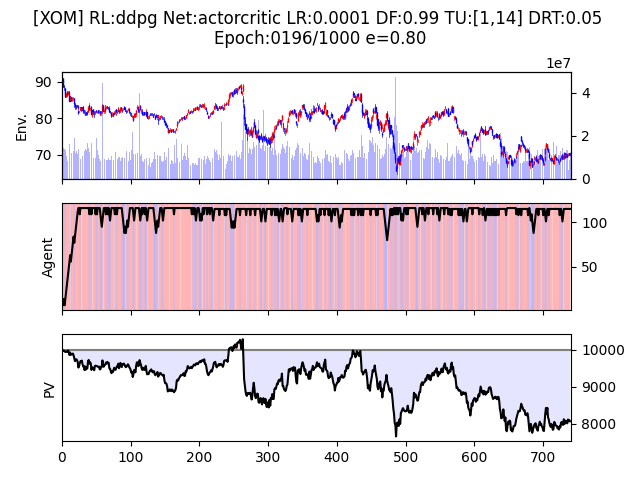 [XOM] RL:ddpg Net:actorcritic LR:0.0001 DF:0.99 TU:[1,14] DRT:0.05
Epoch:0196/1000 e=0.80
1e7
90
80
70
Env.
4
2
0
Agent
100
50
PV
10000
9000
8000
0 100 200 300 400 500 600 700